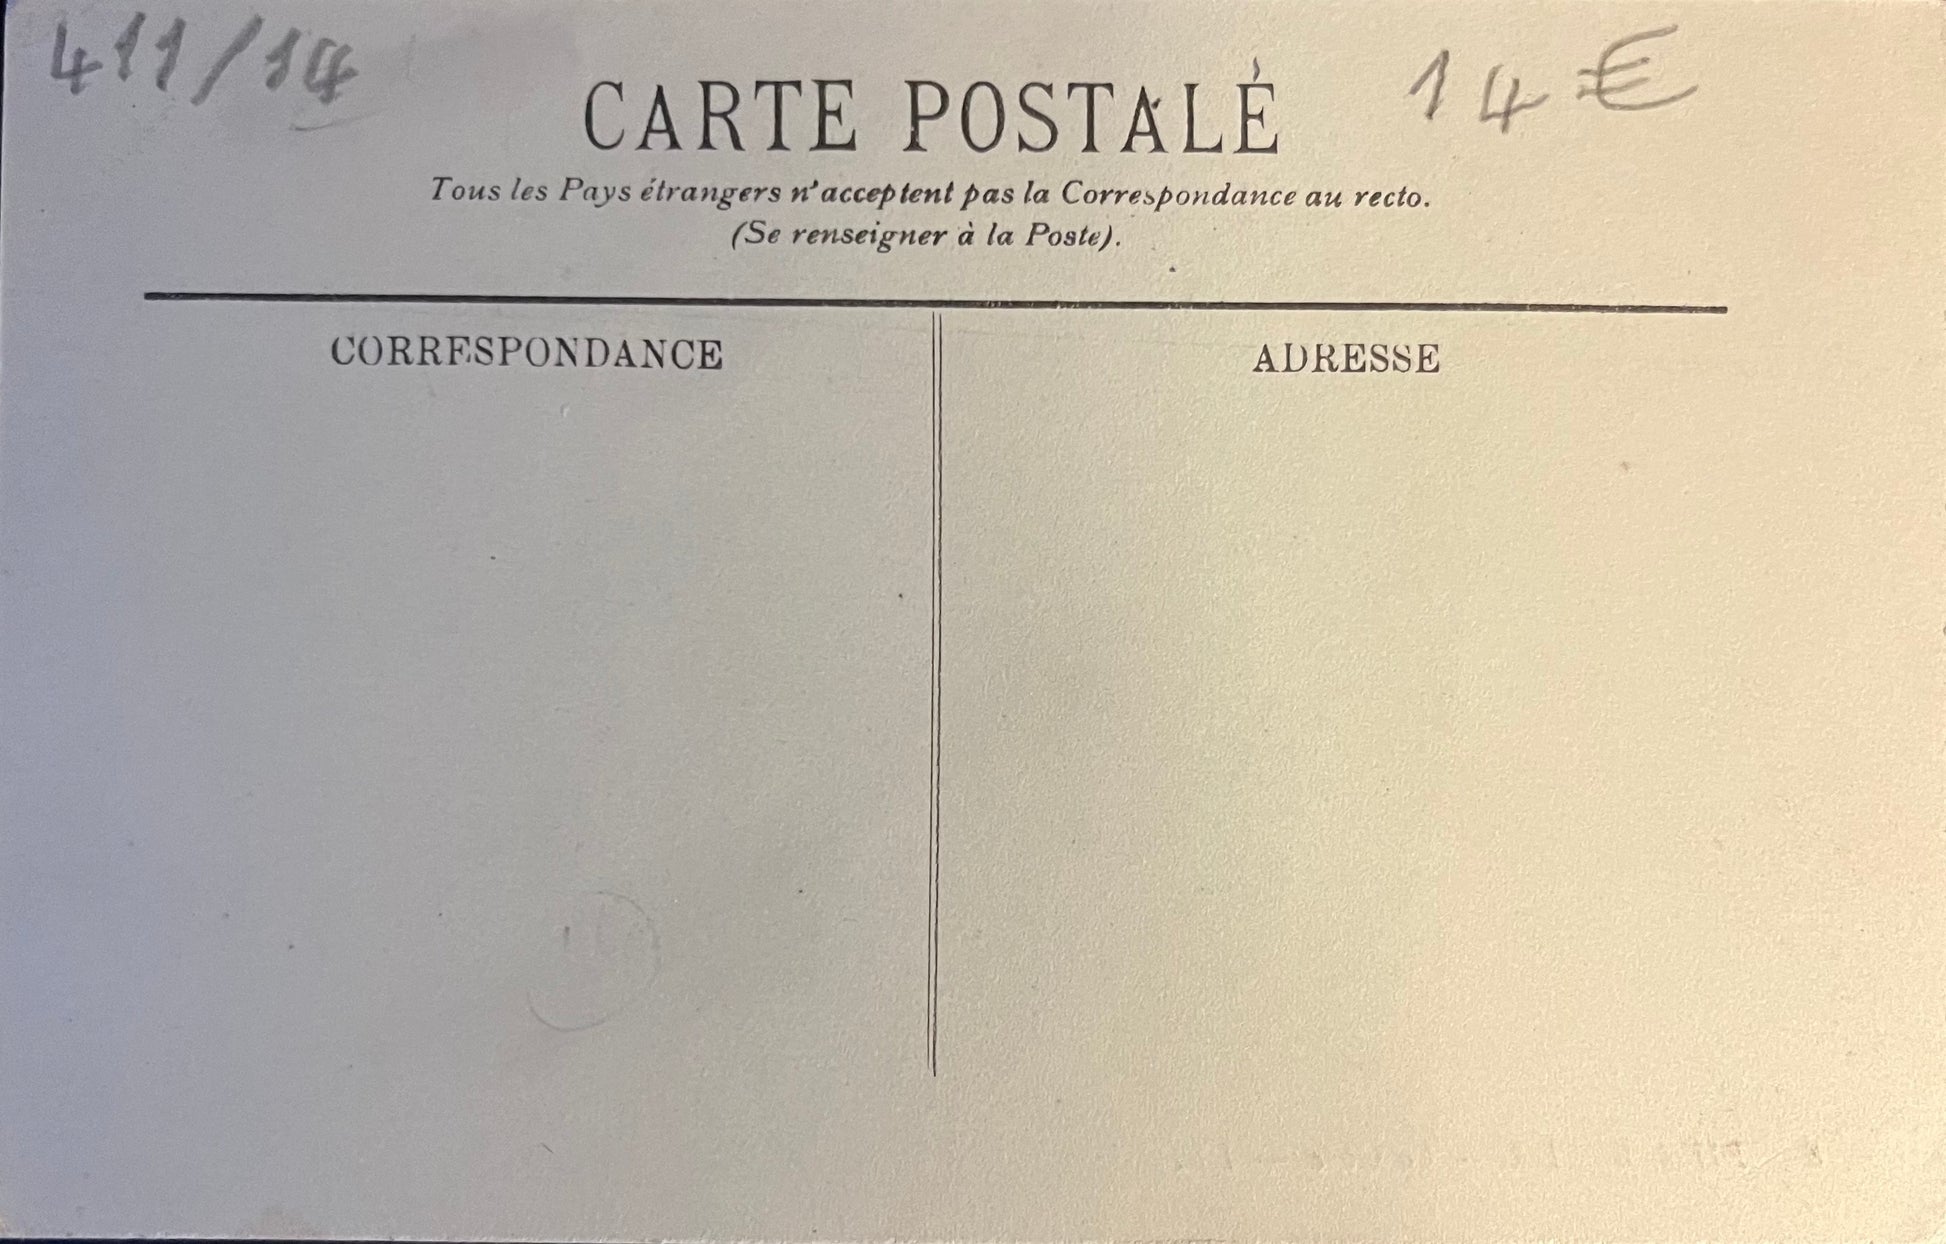 411/14
CARTE POSTALE
14€
Tous les Pays étrangers n'acceptent pas la Correspondance au recto.
(Se renseigner à la Poste).
CORRESPONDANCE
ADRESSE